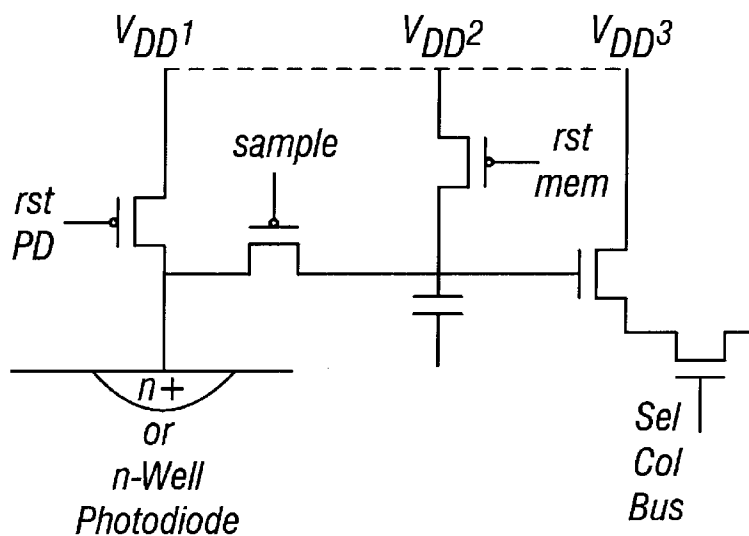 VDD1 VDD2 VDD3
sample
rst
mem
rst
PD
n+
or
n-Well
Photodiode
Sel
Col
Bus